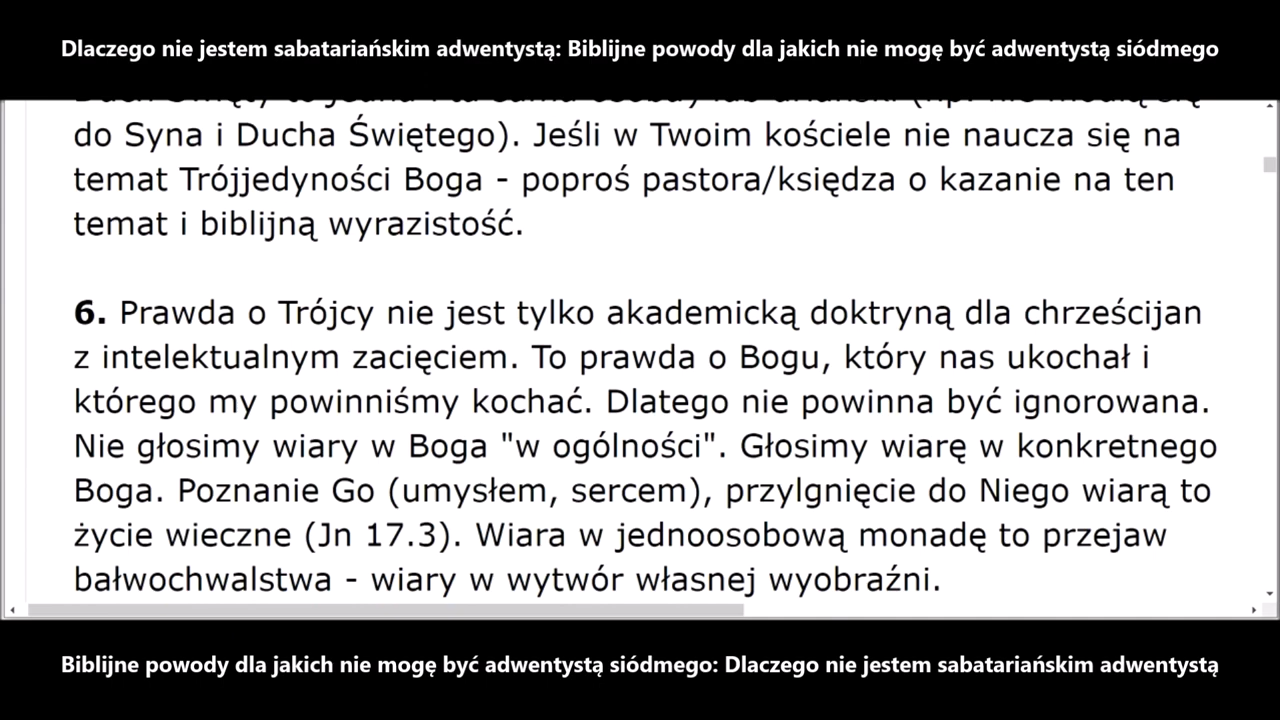 Dlaczego nie jestem sabatariańskim adwentystą: Biblijne powody dla jakich nie mogę być adwentystą siódmego
do Syna i Ducha Świętego). Jeśli w Twoim kościele nie naucza się na
temat Trójjedyności Boga - poproś pastora/księdza o kazanie na ten
temat i biblijną wyrazistość.
6. Prawda o Trójcy nie jest tylko akademicką doktryną dla chrześcijan
z intelektualnym zacięciem. To prawda o Bogu, który nas ukochał i
którego my powinniśmy kochać. Dlatego nie powinna być ignorowana.
Nie głosimy wiary w Boga "w ogólności". Głosimy wiarę w konkretnego
Boga. Poznanie Go (umysłem, sercem), przylgnięcie do Niego wiarą to
życie wieczne (Jn 17.3). Wiara w jednoosobową monadę to przejaw
bałwochwalstwa - wiary w wytwór własnej wyobraźni.
Biblijne powody dla jakich nie mogę być adwentystą siódmego: Dlaczego nie jestem sabatariańskim adwentystą